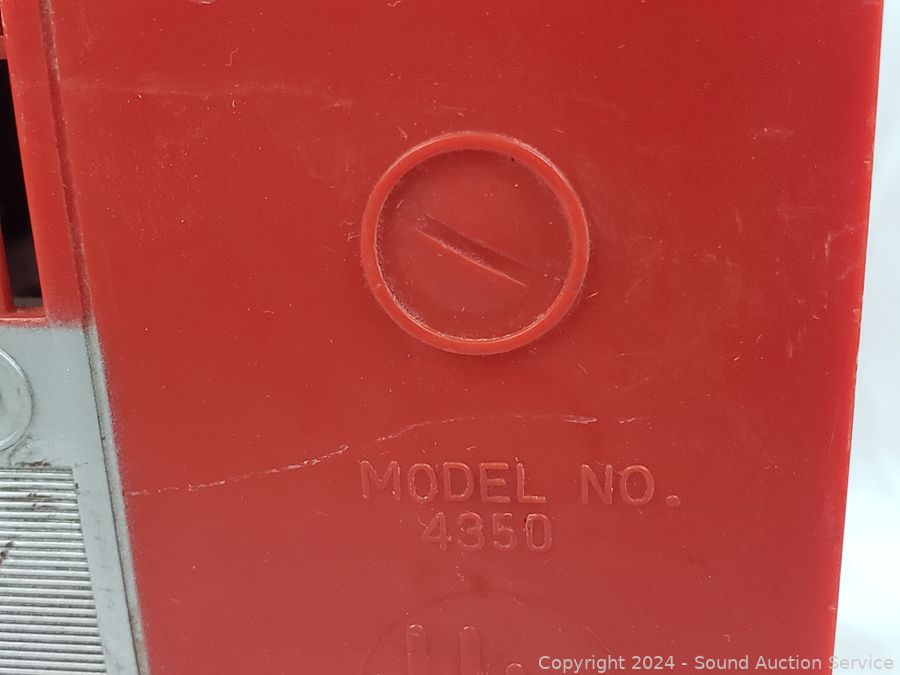 MODEL NO.
4350
Copyright 2024 - Sound Auction Service